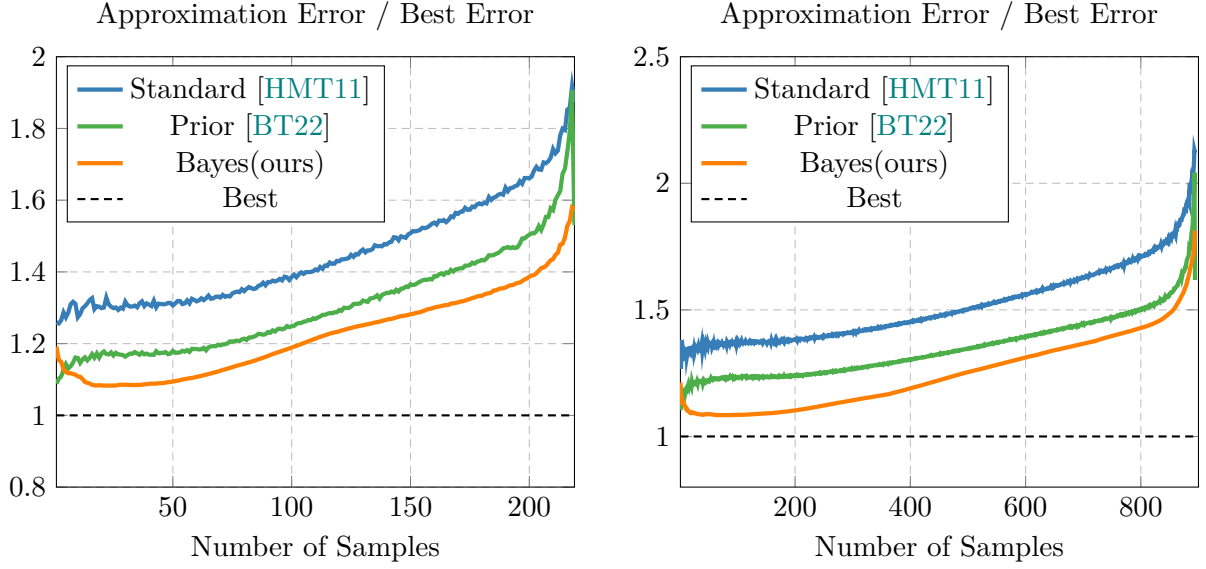 Approximation Error / Best Error
2
1.8
1.6
1.4
1.2
1
0.8
Standard [HMT11]
Prior [BT22]
Bayes(ours)
Best
50 100 150 200
Number of Samples
Approximation Error / Best Error
2.5
2
1.5
1
Standard [HMT11]
Prior [BT22]
Bayes(ours)
Best
200 400 600 800
Number of Samples